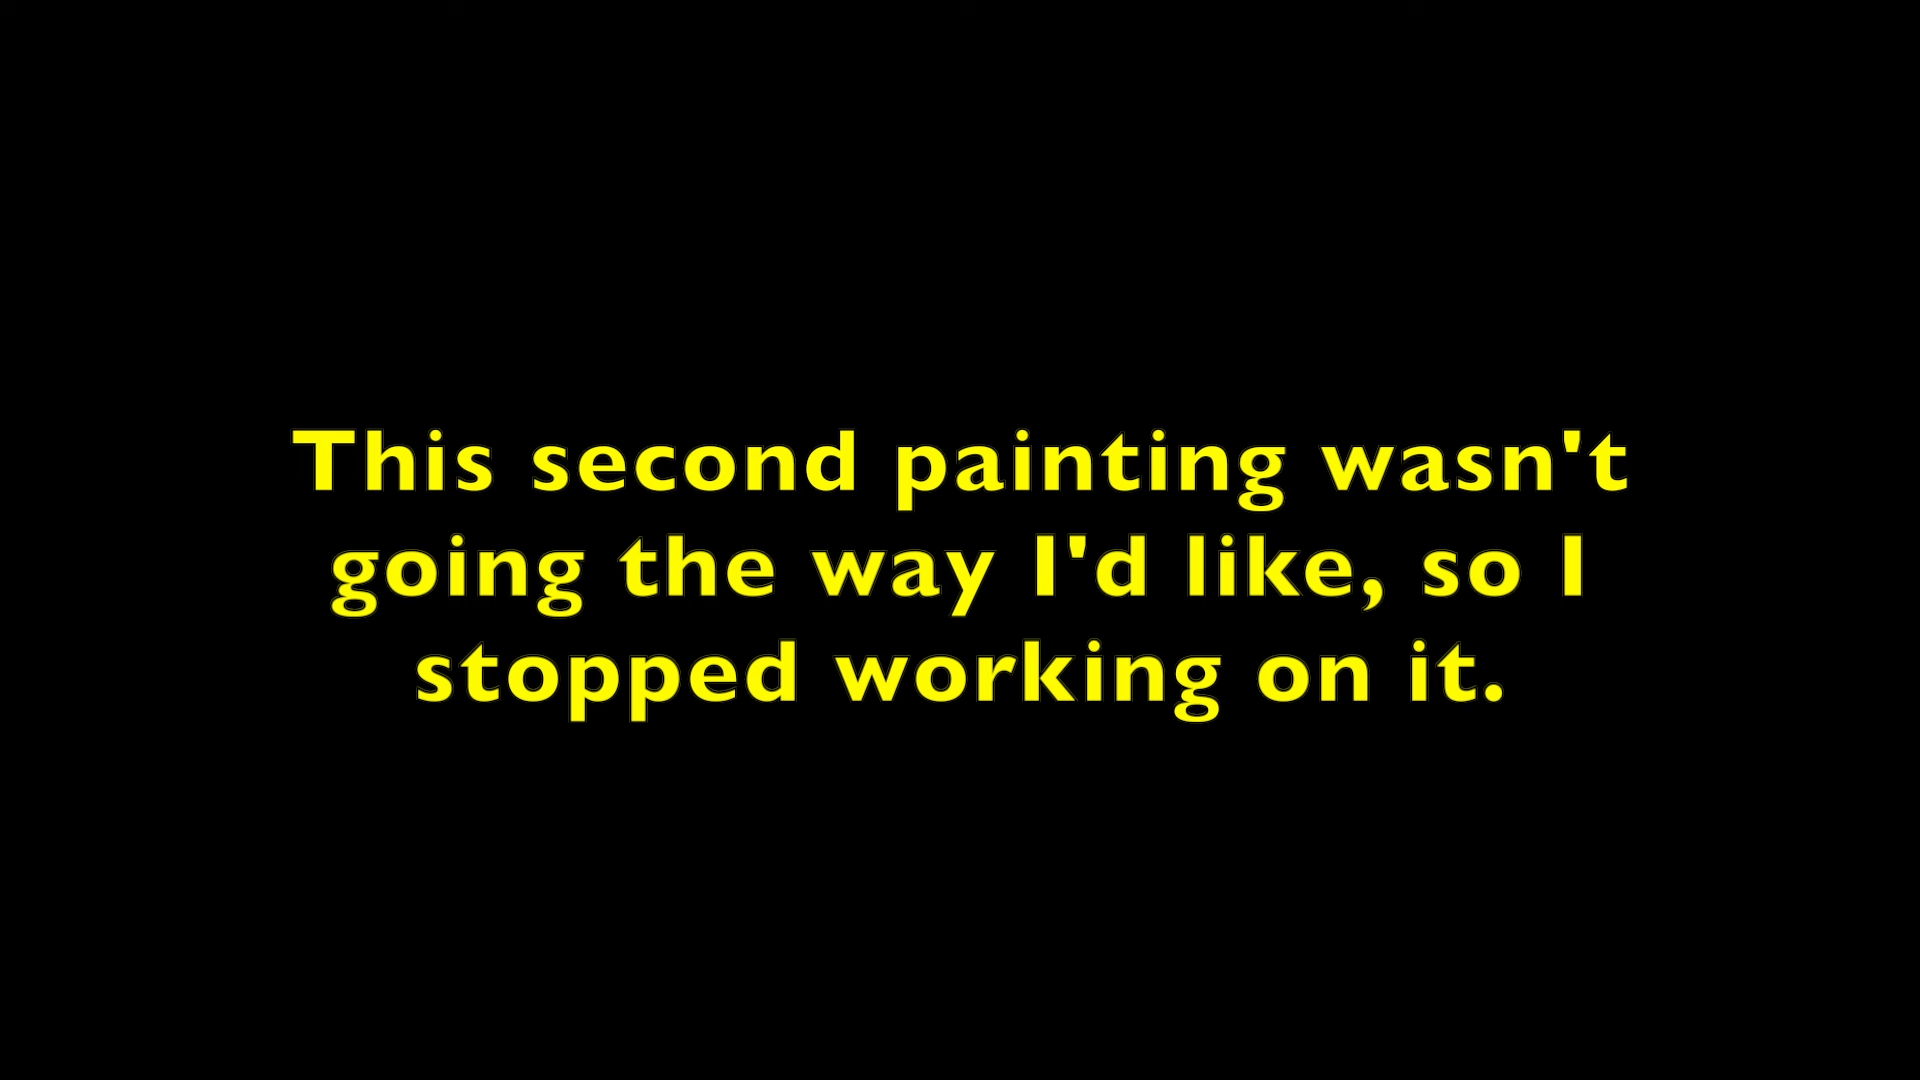 This second painting wasn't
going the way I'd like, so I
stopped working on it.